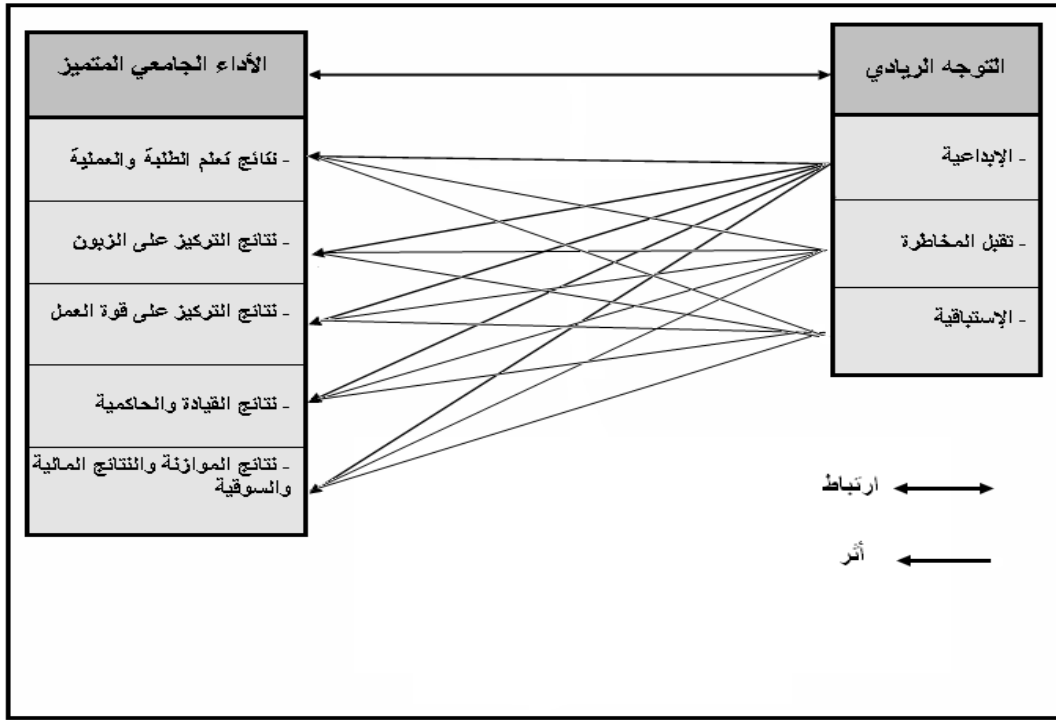 التوجه الريادي
- الإبداعية
- تقبل المخاطرة
- الإستباقية
الأداء الجامعي المتميز
- نتائج تعلم الطلبة والعملية
- نتائج التركيز على الزبون
- نتائج التركيز على قوة العمل
- نتائج القيادة والحاكمية
- نتائج الموازنة والنتائج المالية
والسوقية
ارتباط
أثر